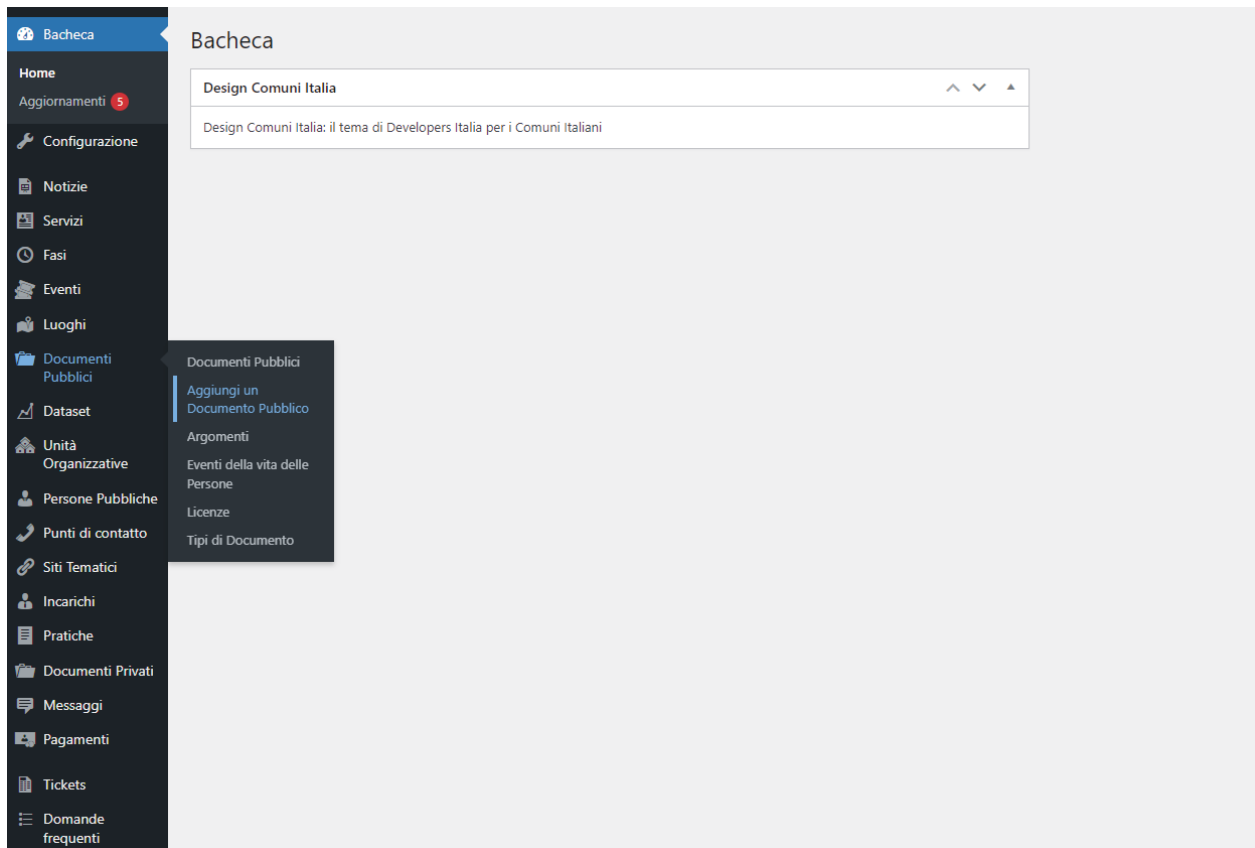 Bacheca
Home
Aggiornamenti 5
Configurazione
Notizie
Servizi
Fasi
Eventi
Luoghi
Documenti
Pubblici
Dataset
Unità
Organizzative
Persone Pubbliche
Punti di contatto
Siti Tematici
Incarichi
Pratiche
Documenti Privati
Messaggi
Pagamenti
Tickets
Domande
frequenti
Documenti Pubblici
Aggiungi un
Documento Pubblico
Argomenti
Eventi della vita delle
Persone
Licenze
Tipi di Documento
Bacheca
Design Comuni Italia
Design Comuni Italia: il tema di Developers Italia per i Comuni Italiani